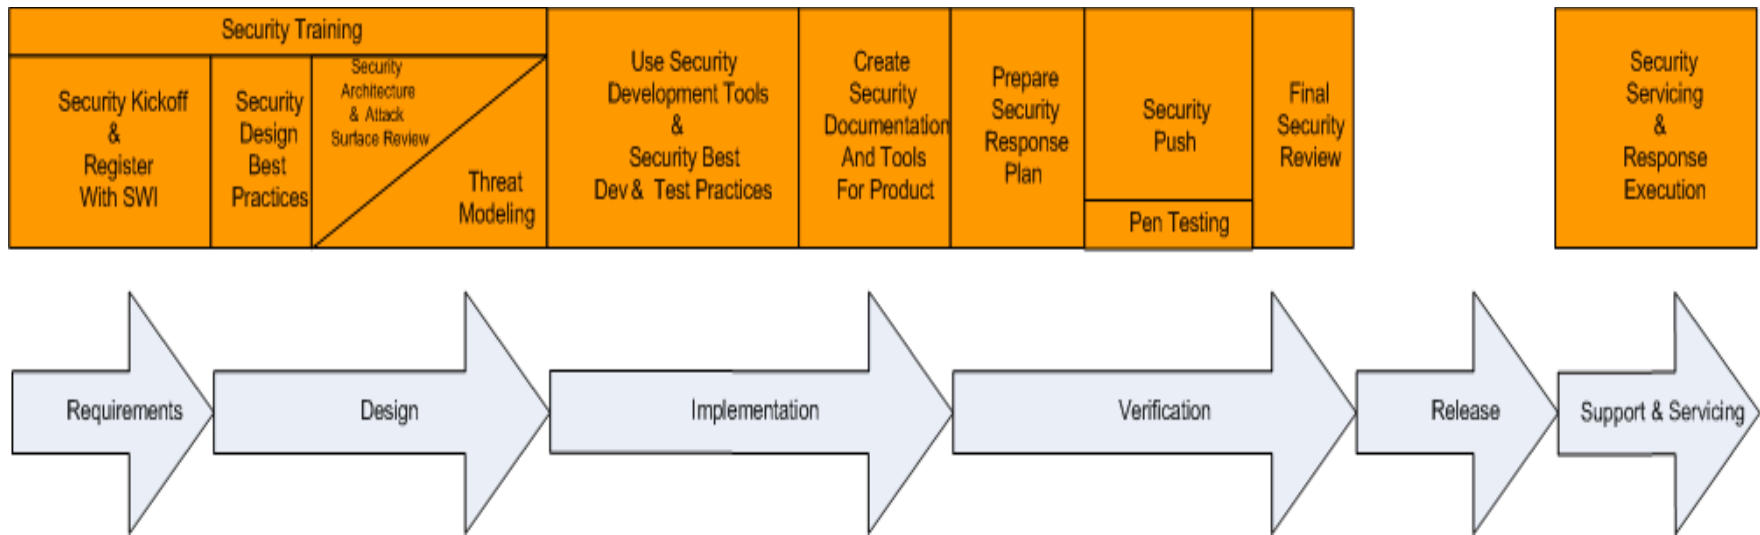 Security Training
Security Kickoff
&
Register
With SWI
Security
Design
Best
Practices
Security
Architecture
& Attack
Surface Review
Threat
Modeling
Use Security
Development Tools
&
Security Best
Dev & Test Practices
Create
Security
Documentation
And Tools
For Product
Prepare
Security
Response
Plan
Security
Push
Pen Testing
Final
Security
Review
Security
Servicing
&
Response
Execution
Requirements
Design
Implementation
Verification
Release
Support & Servicing